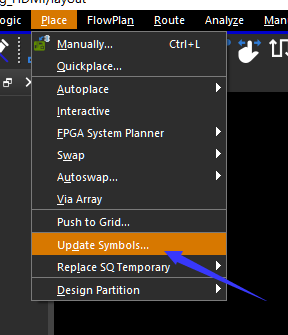 g_HDMI/layout
ogic Place FlowPlan Route Analyze Man
Manually... Ctrl+L
Quickplace...
Autoplace
Interactive
FPGA System Planner
Swap
Autoswap...
Via Array
Push to Grid...
Update Symbols...
Replace SQ Temporary
Design Partition